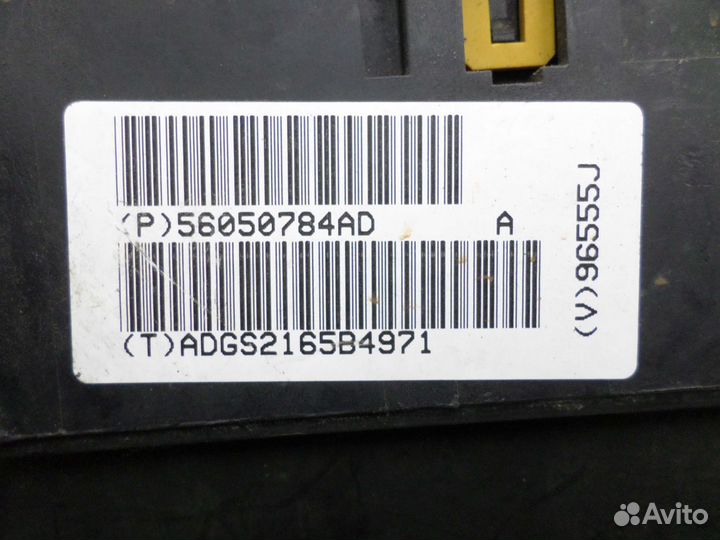 (P)56050784AD A
(T)ADGS2165B4971
(V)96555J
Avito